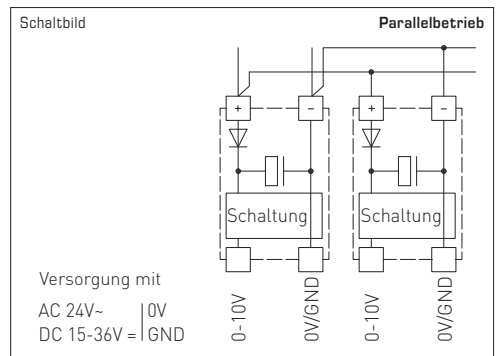 Schaltbild
Parallelbetrieb
+ − + −
Schaltung Schaltung
Versorgung mit
AC 24V~ | 0V
DC 15-36V = | GND
0-10V
0V/GND
0-10V
0V/GND